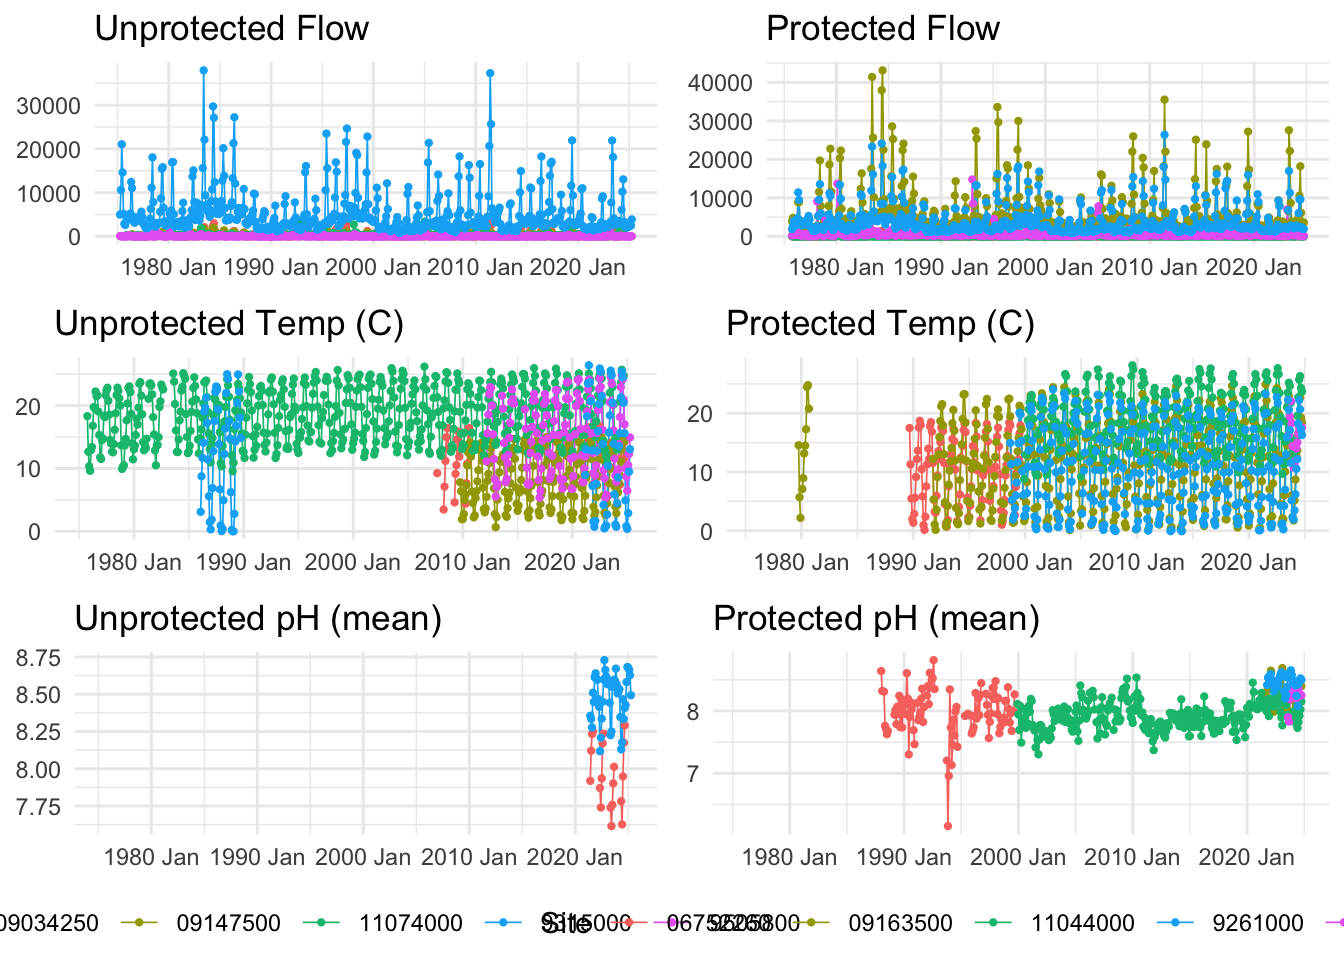 Unprotected Flow
30000
20000
10000
0
1980 Jan 1990 Jan 2000 Jan 2010 Jan 2020 Jan
Protected Flow
40000
30000
20000
10000
0
1980 Jan 1990 Jan 2000 Jan 2010 Jan 2020 Jan
Unprotected Temp (C)
20
10
0
1980 Jan 1990 Jan 2000 Jan 2010 Jan 2020 Jan
Protected Temp (C)
20
10
0
1980 Jan 1990 Jan 2000 Jan 2010 Jan 2020 Jan
Unprotected pH (mean)
8.75
8.50
8.25
8.00
7.75
1980 Jan 1990 Jan 2000 Jan 2010 Jan 2020 Jan
Protected pH (mean)
8
7
1980 Jan 1990 Jan 2000 Jan 2010 Jan 2020 Jan
09034250 09147500 11074000 Site 09163500 11044000 9261000